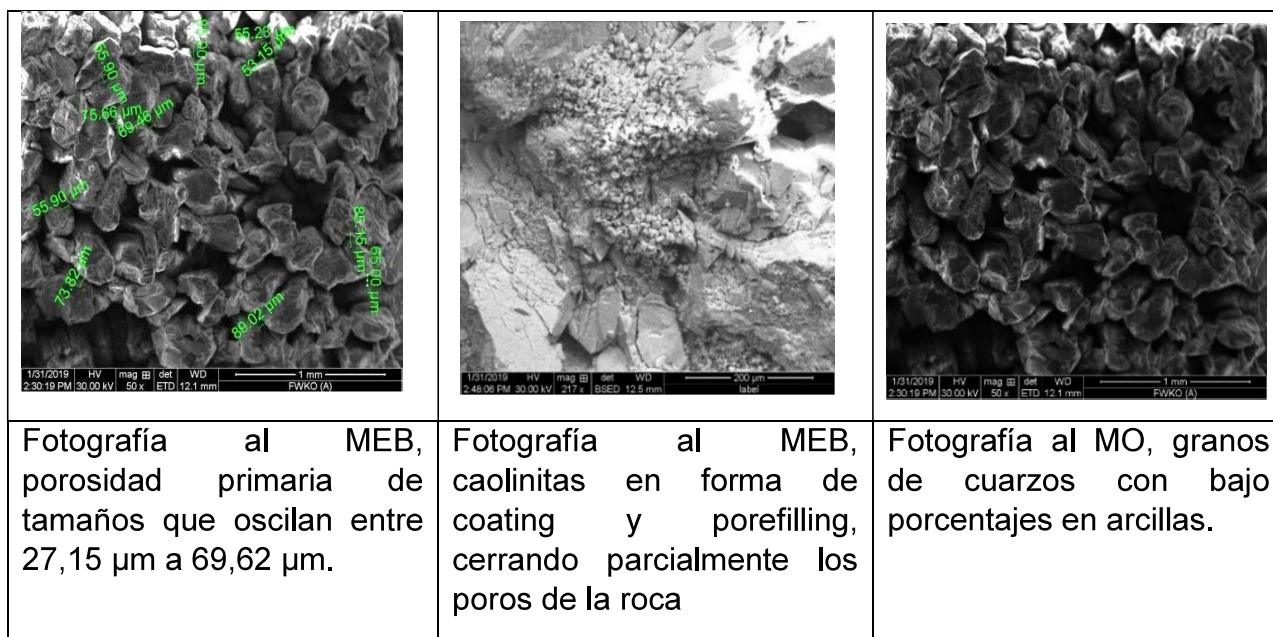 55.28 µm
53.15 µm
55.90 µm
75.66 µm
55.90 µm
73.82 µm
89.02 µm
1/31/2019 HV mag ⊞ det WD 1 mm
2:30:19 PM 30.00 kV 50 x ETD 12.1 mm FWKO (A)
1/31/2019 HV mag ⊞ det WD 200 µm
2:46:06 PM 30.00 kV 217 x BSED 12.5 mm label
1/31/2019 HV mag ⊞ det WD 1 mm
2:30:19 PM 30.00 kV 50 x ETD 12.1 mm FWKO (A)
Fotografía al MEB,
porosidad primaria de
tamaños que oscilan entre
27,15 µm a 69,62 µm.
Fotografía al MEB,
caolinitas en forma de
coating y porefilling,
cerrando parcialmente los
poros de la roca
Fotografía al MO, granos
de cuarzos con bajo
porcentajes en arcillas.